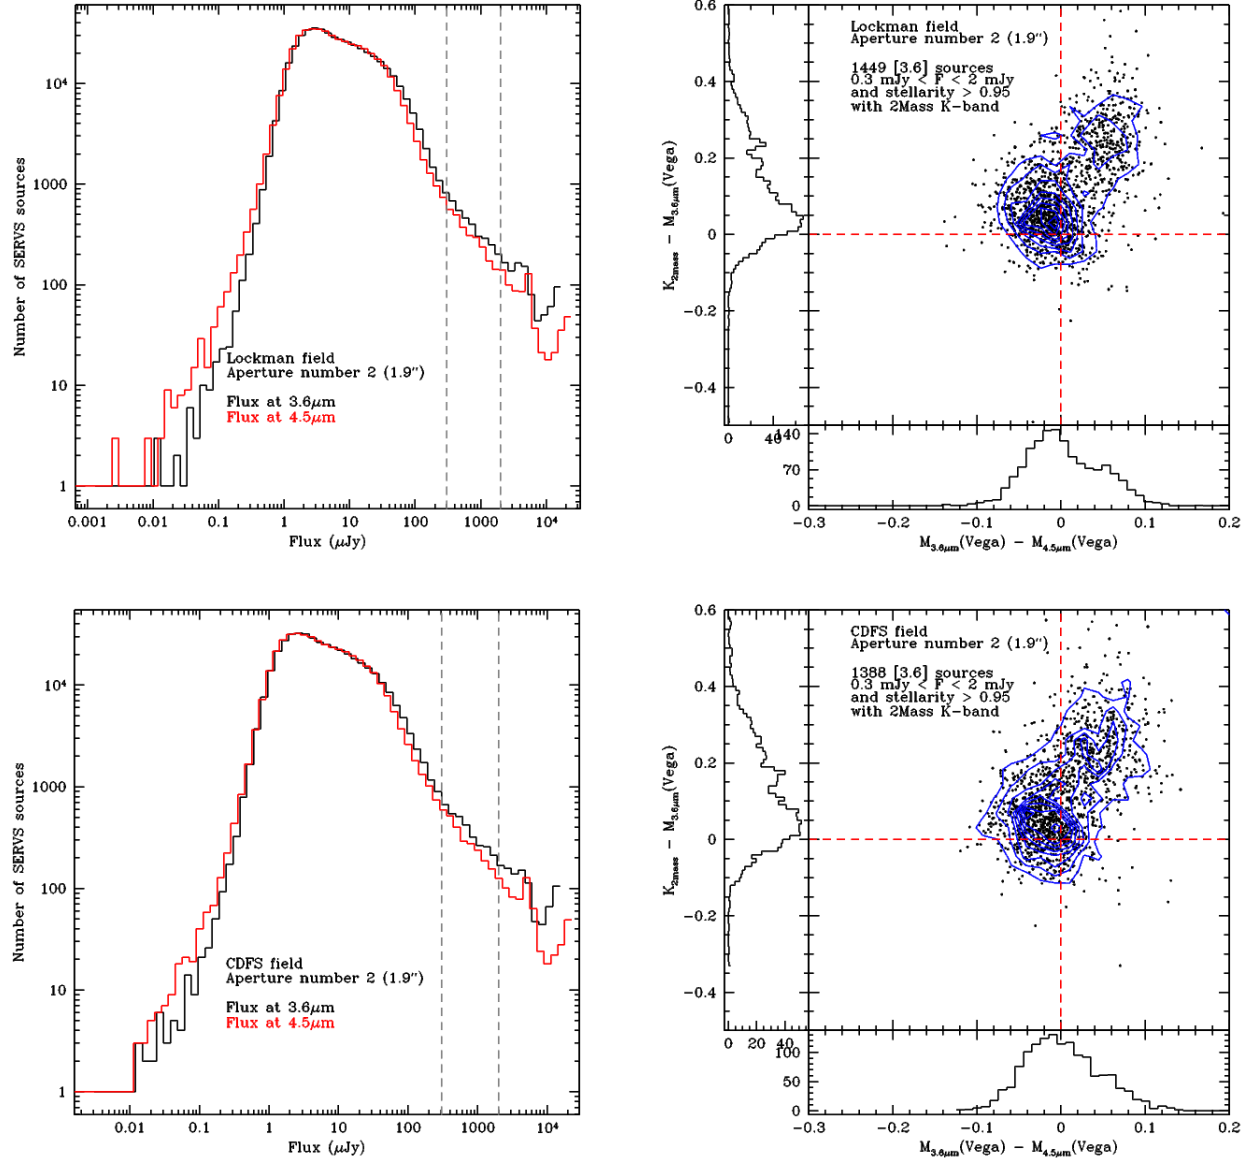 Number of SERVS sources
10⁴
1000
100
10
1
Lockman field
Aperture number 2 (1.9")
Flux at 3.6μm
Flux at 4.5μm
0.001 0.01 0.1 1 10 100 1000 10⁴
Flux (μJy)
K₂ₘₐₛₛ − M₃.₆μm(Vega)
0.6
0.4
0.2
0
−0.2
−0.4
Lockman field
Aperture number 2 (1.9")
1449 [3.6] sources
0.3 mJy < F < 2 mJy
and stellarity > 0.95
with 2Mass K-band
0 40
140
70
0
−0.3 −0.2 −0.1 0 0.1 0.2
M₃.₆μm(Vega) − M₄.₅μm(Vega)
Number of SERVS sources
10⁴
1000
100
10
1
CDFS field
Aperture number 2 (1.9")
Flux at 3.6μm
Flux at 4.5μm
0.01 0.1 1 10 100 1000 10⁴
Flux (μJy)
K₂ₘₐₛₛ − M₃.₆μm(Vega)
0.6
0.4
0.2
0
−0.2
−0.4
CDFS field
Aperture number 2 (1.9")
1388 [3.6] sources
0.3 mJy < F < 2 mJy
and stellarity > 0.95
with 2Mass K-band
0 20 40
100
50
0
−0.3 −0.2 −0.1 0 0.1 0.2
M₃.₆μm(Vega) − M₄.₅μm(Vega)